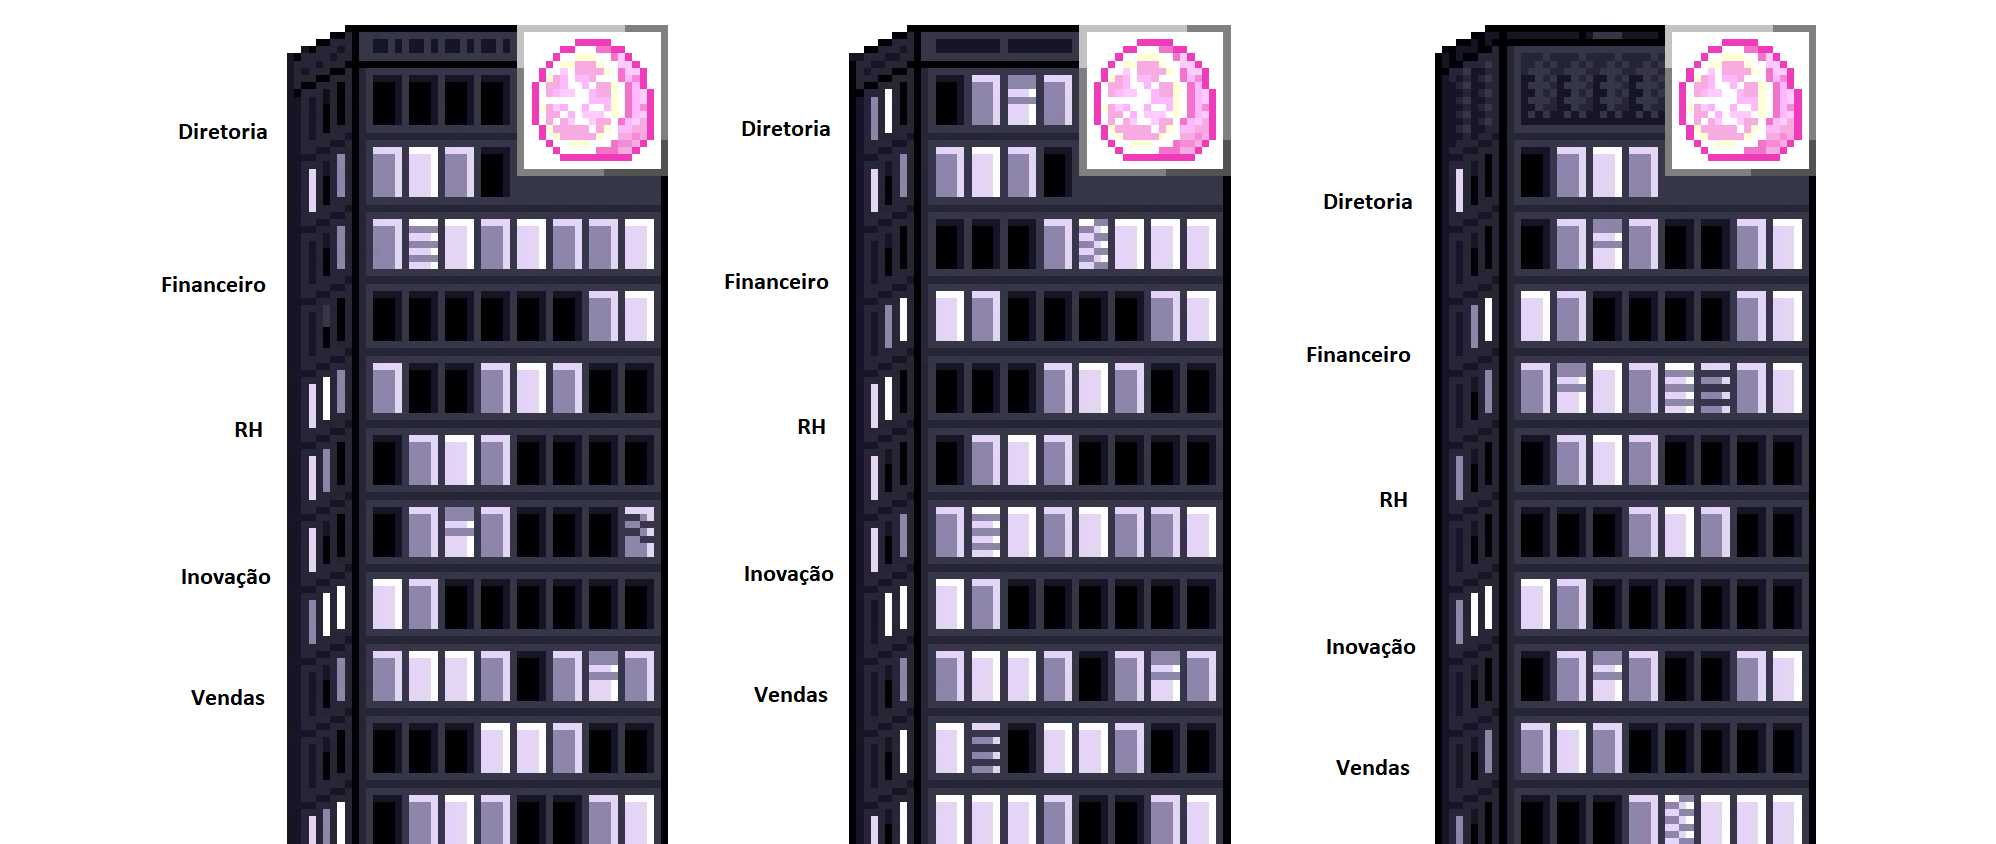 Diretoria
Financeiro
RH
Inovação
Vendas
Diretoria
Financeiro
RH
Inovação
Vendas
Diretoria
Financeiro
RH
Inovação
Vendas